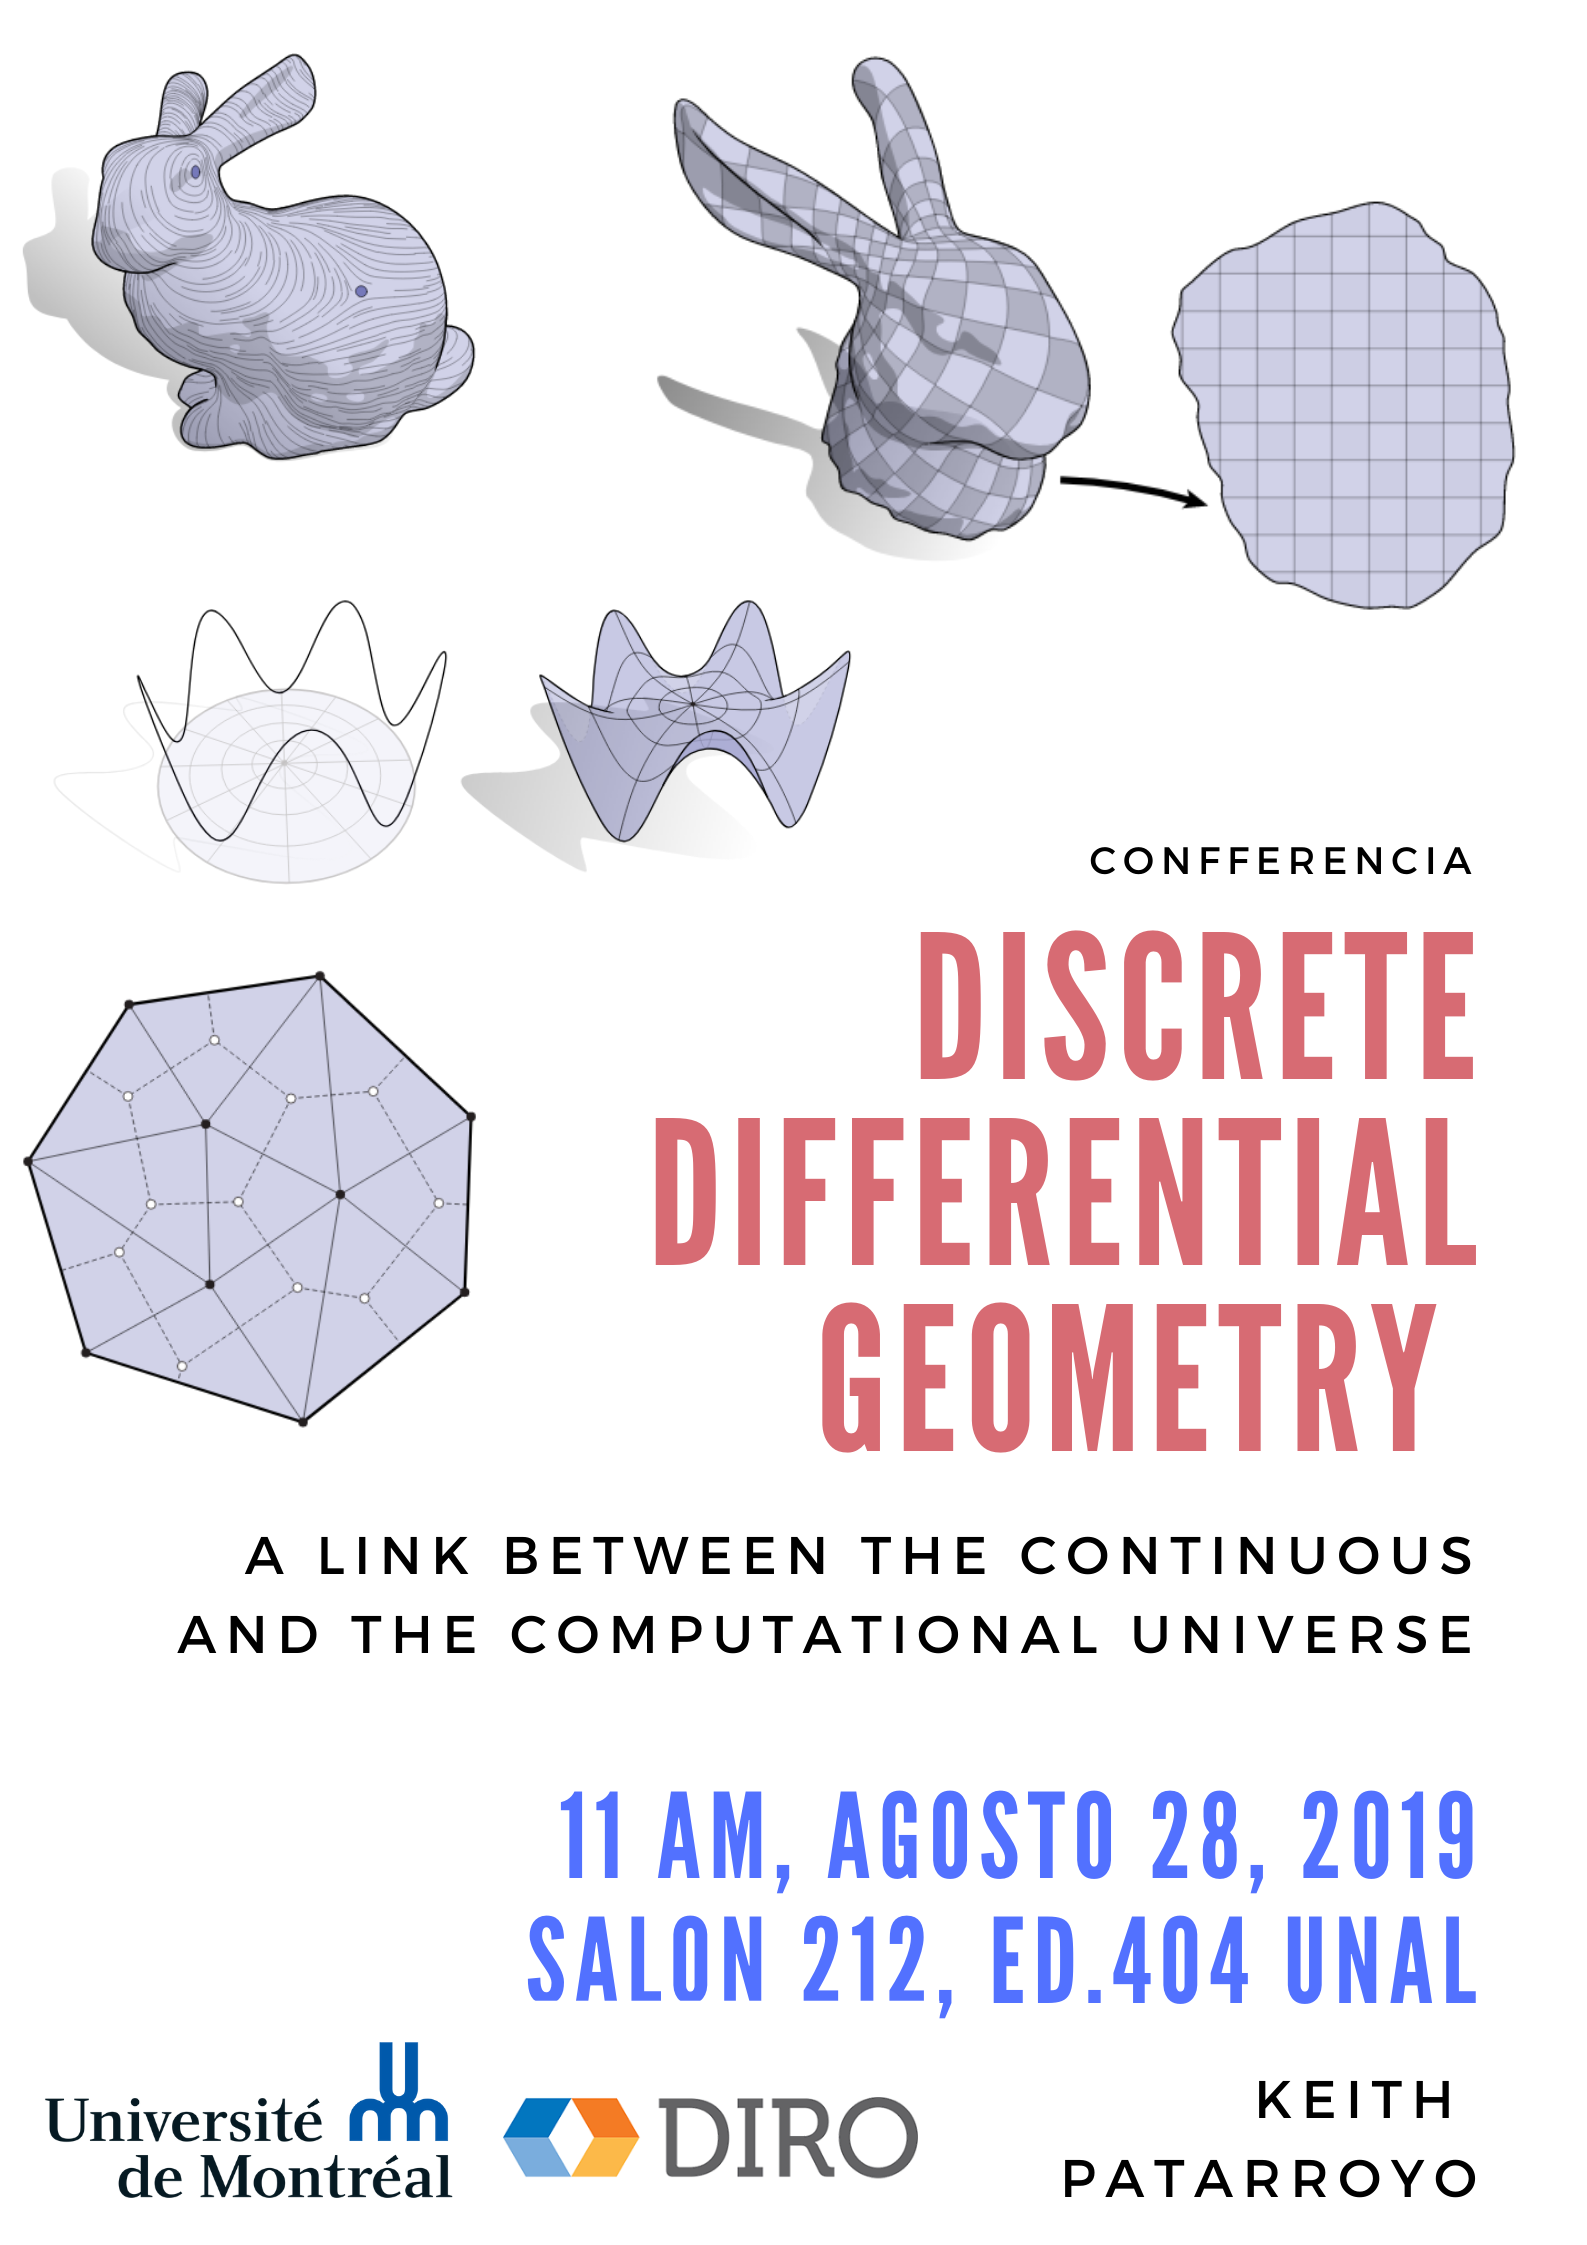 CONFFERENCIA
DISCRETE
DIFFERENTIAL
GEOMETRY
A LINK BETWEEN THE CONTINUOUS
AND THE COMPUTATIONAL UNIVERSE
11 AM, AGOSTO 28, 2019
SALON 212, ED.404 UNAL
Université
de Montréal
DIRO
KEITH
PATARROYO